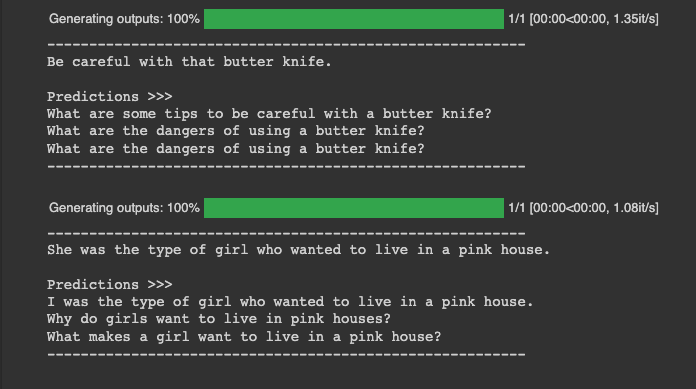 Generating outputs: 100% 1/1 [00:00<00:00, 1.35it/s]
--------------------------------------------------------
Be careful with that butter knife.
Predictions >>>
What are some tips to be careful with a butter knife?
What are the dangers of using a butter knife?
What are the dangers of using a butter knife?
--------------------------------------------------------
Generating outputs: 100% 1/1 [00:00<00:00, 1.08it/s]
--------------------------------------------------------
She was the type of girl who wanted to live in a pink house.
Predictions >>>
I was the type of girl who wanted to live in a pink house.
Why do girls want to live in pink houses?
What makes a girl want to live in a pink house?
--------------------------------------------------------